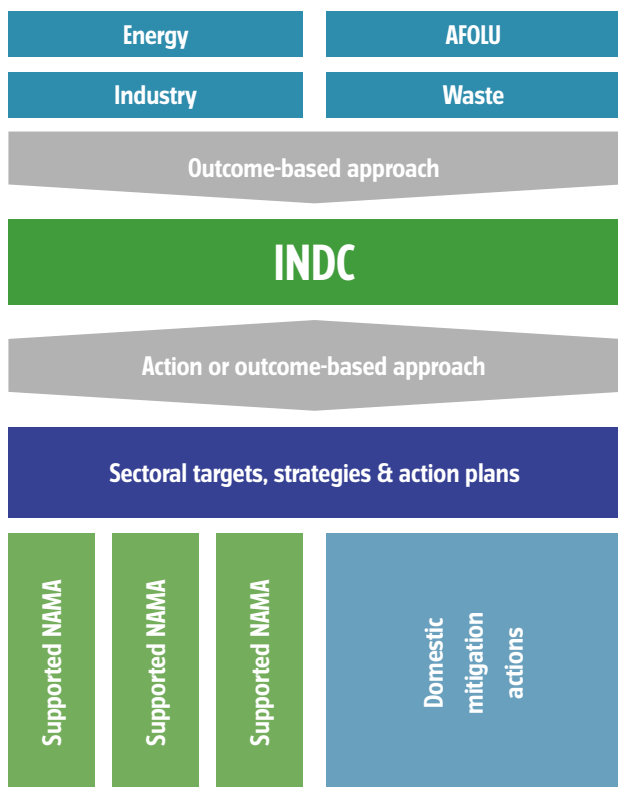 Energy
AFOLU
Industry
Waste
Outcome-based approach
INDC
Action or outcome-based approach
Sectoral targets, strategies & action plans
Supported NAMA
Supported NAMA
Supported NAMA
Domestic
mitigation
actions